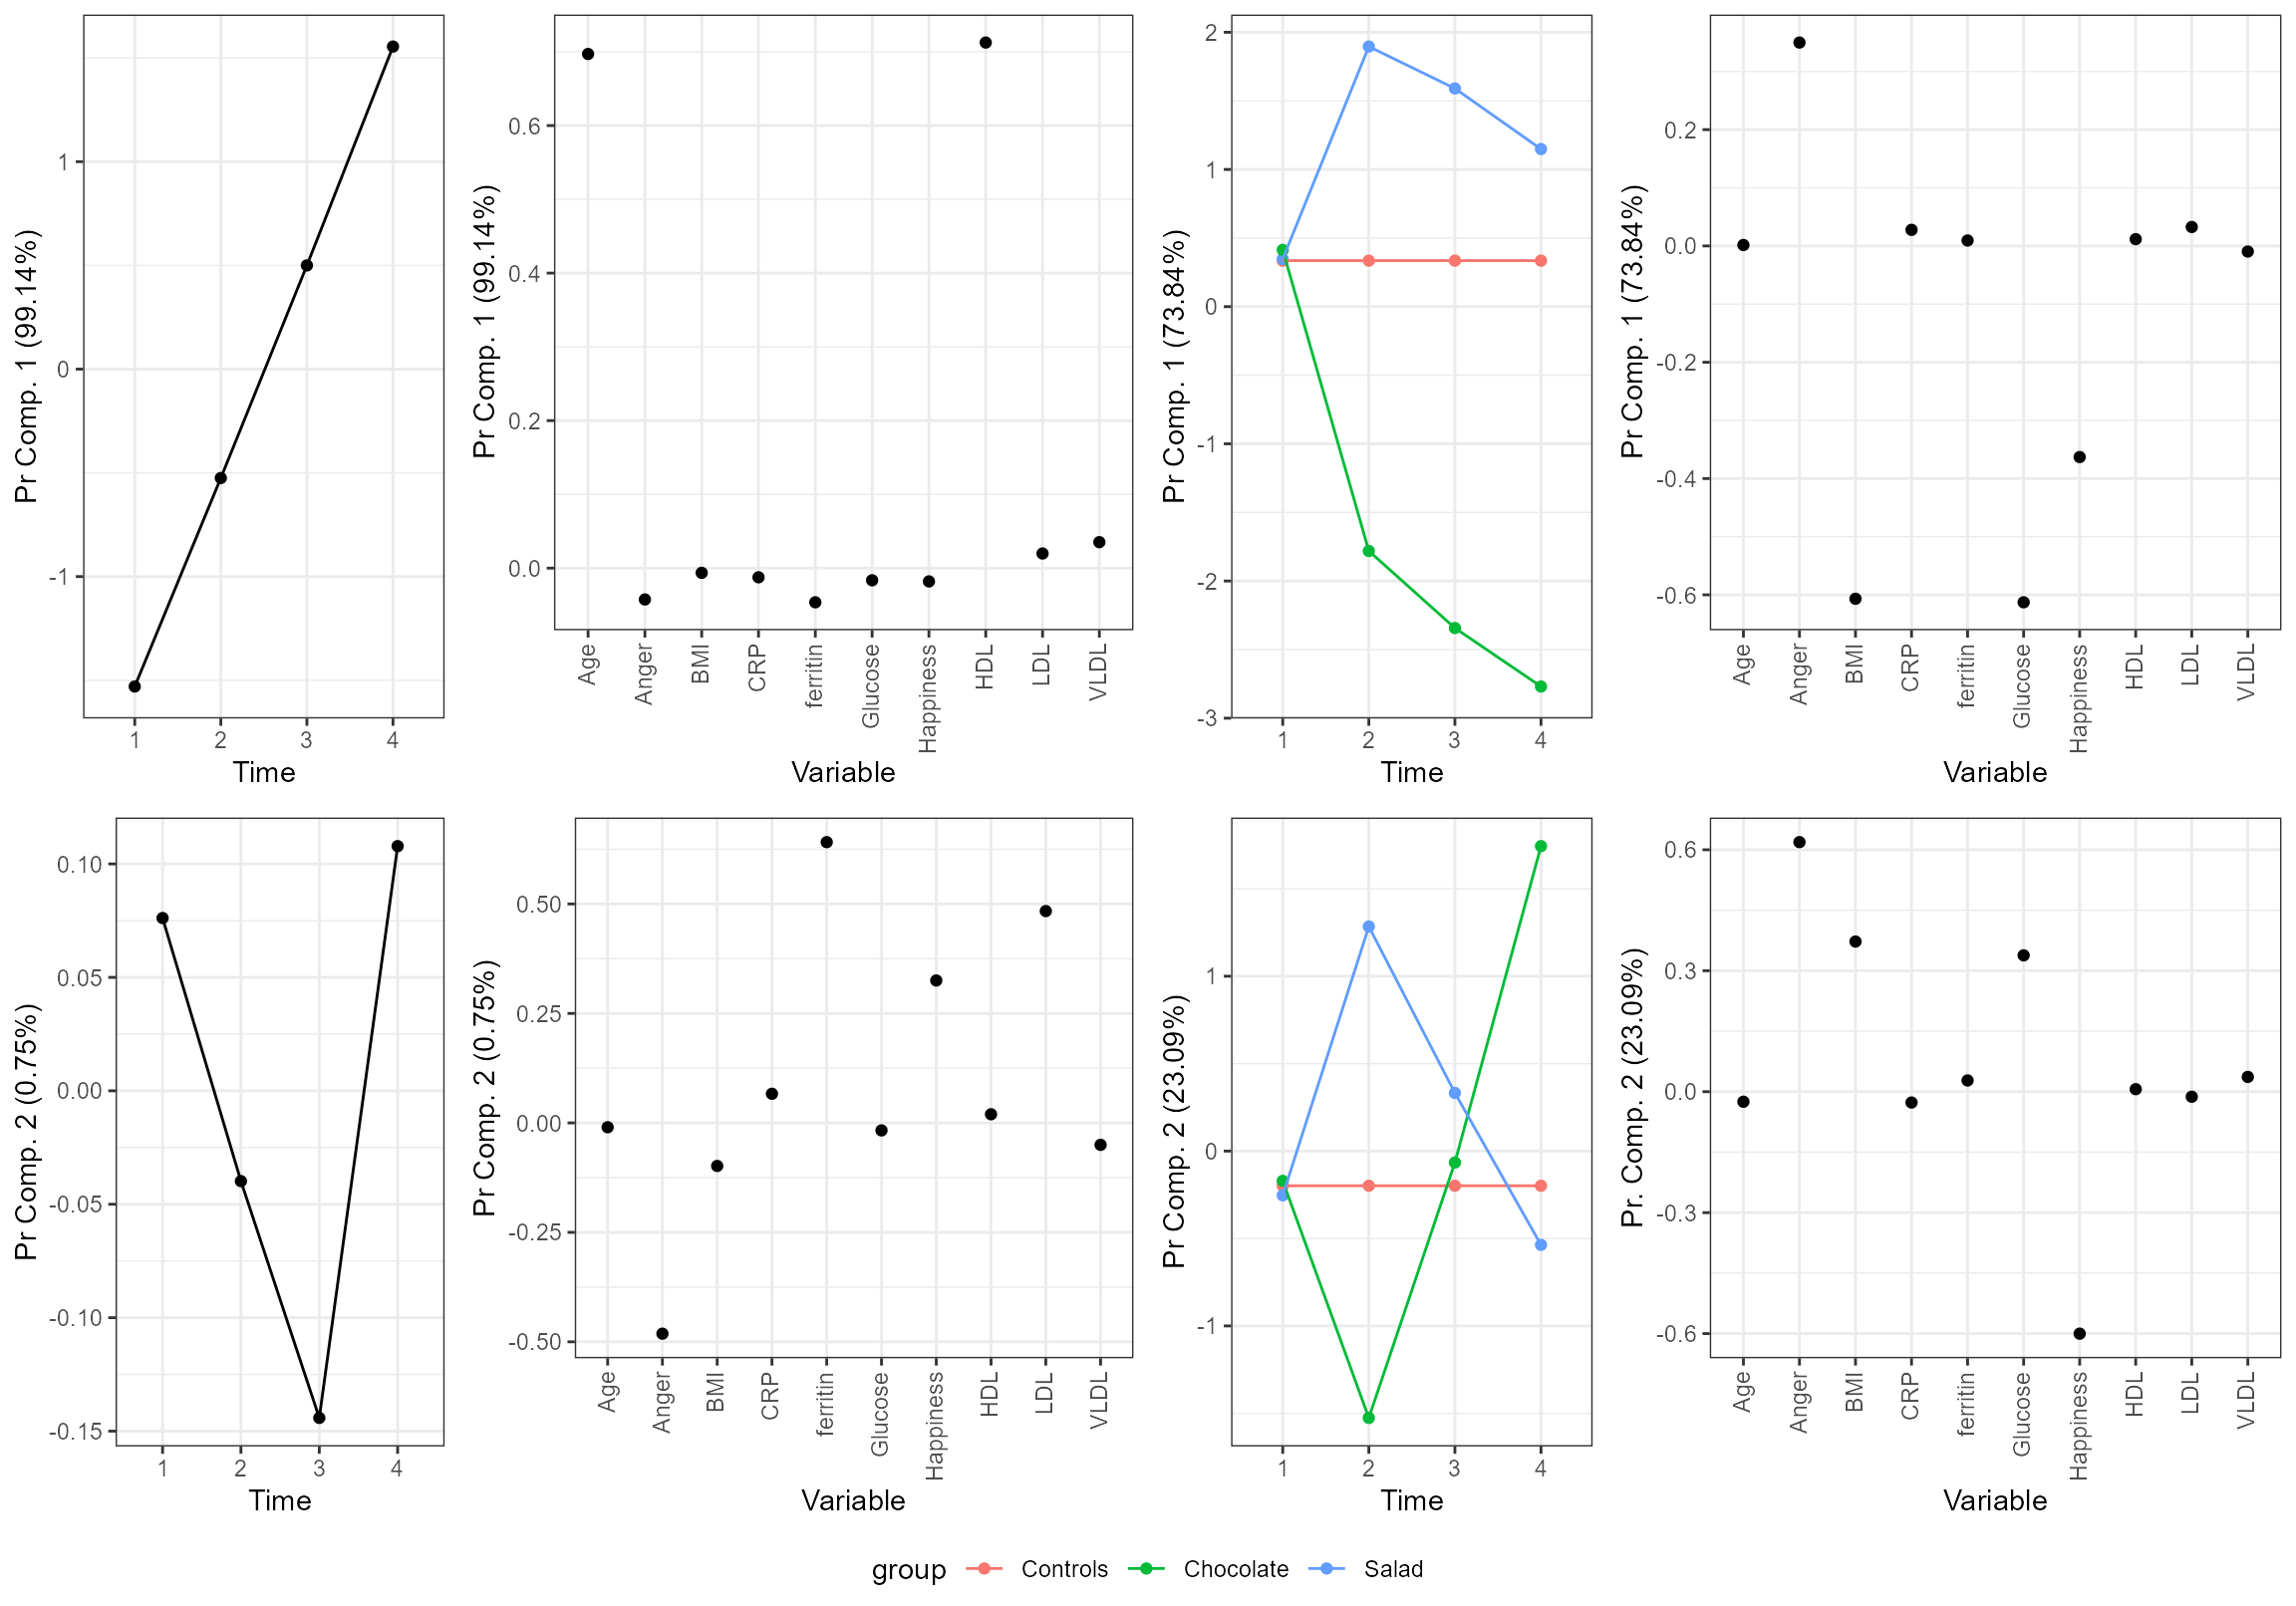 Pr Comp. 1 (99.14%)
1
0
-1
1 2 3 4
Time
Pr Comp. 1 (99.14%)
0.6
0.4
0.2
0.0
Age Anger BMI CRP ferritin Glucose Happiness HDL LDL VLDL
Variable
Pr Comp. 1 (73.84%)
2
1
0
-1
-2
-3
1 2 3 4
Time
Pr Comp. 1 (73.84%)
0.2
0.0
-0.2
-0.4
-0.6
Age Anger BMI CRP ferritin Glucose Happiness HDL LDL VLDL
Variable
Pr Comp. 2 (0.75%)
0.10
0.05
0.00
-0.05
-0.10
-0.15
1 2 3 4
Time
Pr Comp. 2 (0.75%)
0.50
0.25
0.00
-0.25
-0.50
Age Anger BMI CRP ferritin Glucose Happiness HDL LDL VLDL
Variable
Pr Comp. 2 (23.09%)
1
0
-1
1 2 3 4
Time
Pr. Comp. 2 (23.09%)
0.6
0.3
0.0
-0.3
-0.6
Age Anger BMI CRP ferritin Glucose Happiness HDL LDL VLDL
Variable
group Controls Chocolate Salad